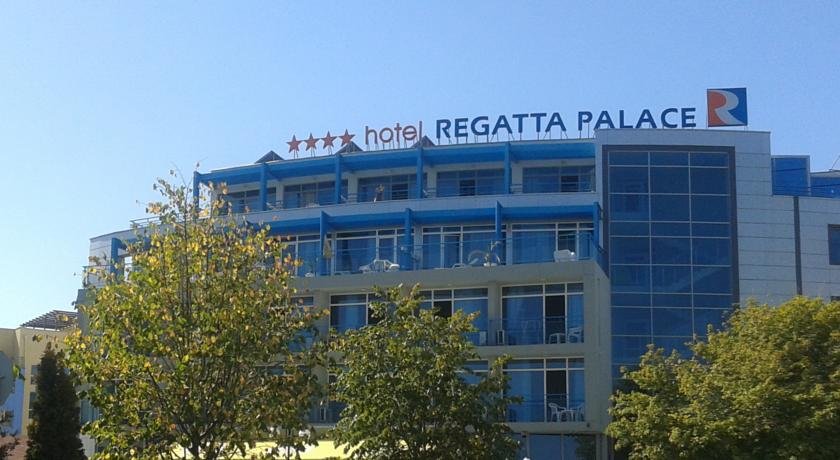 ★★★★ hotel REGATTA PALACE R